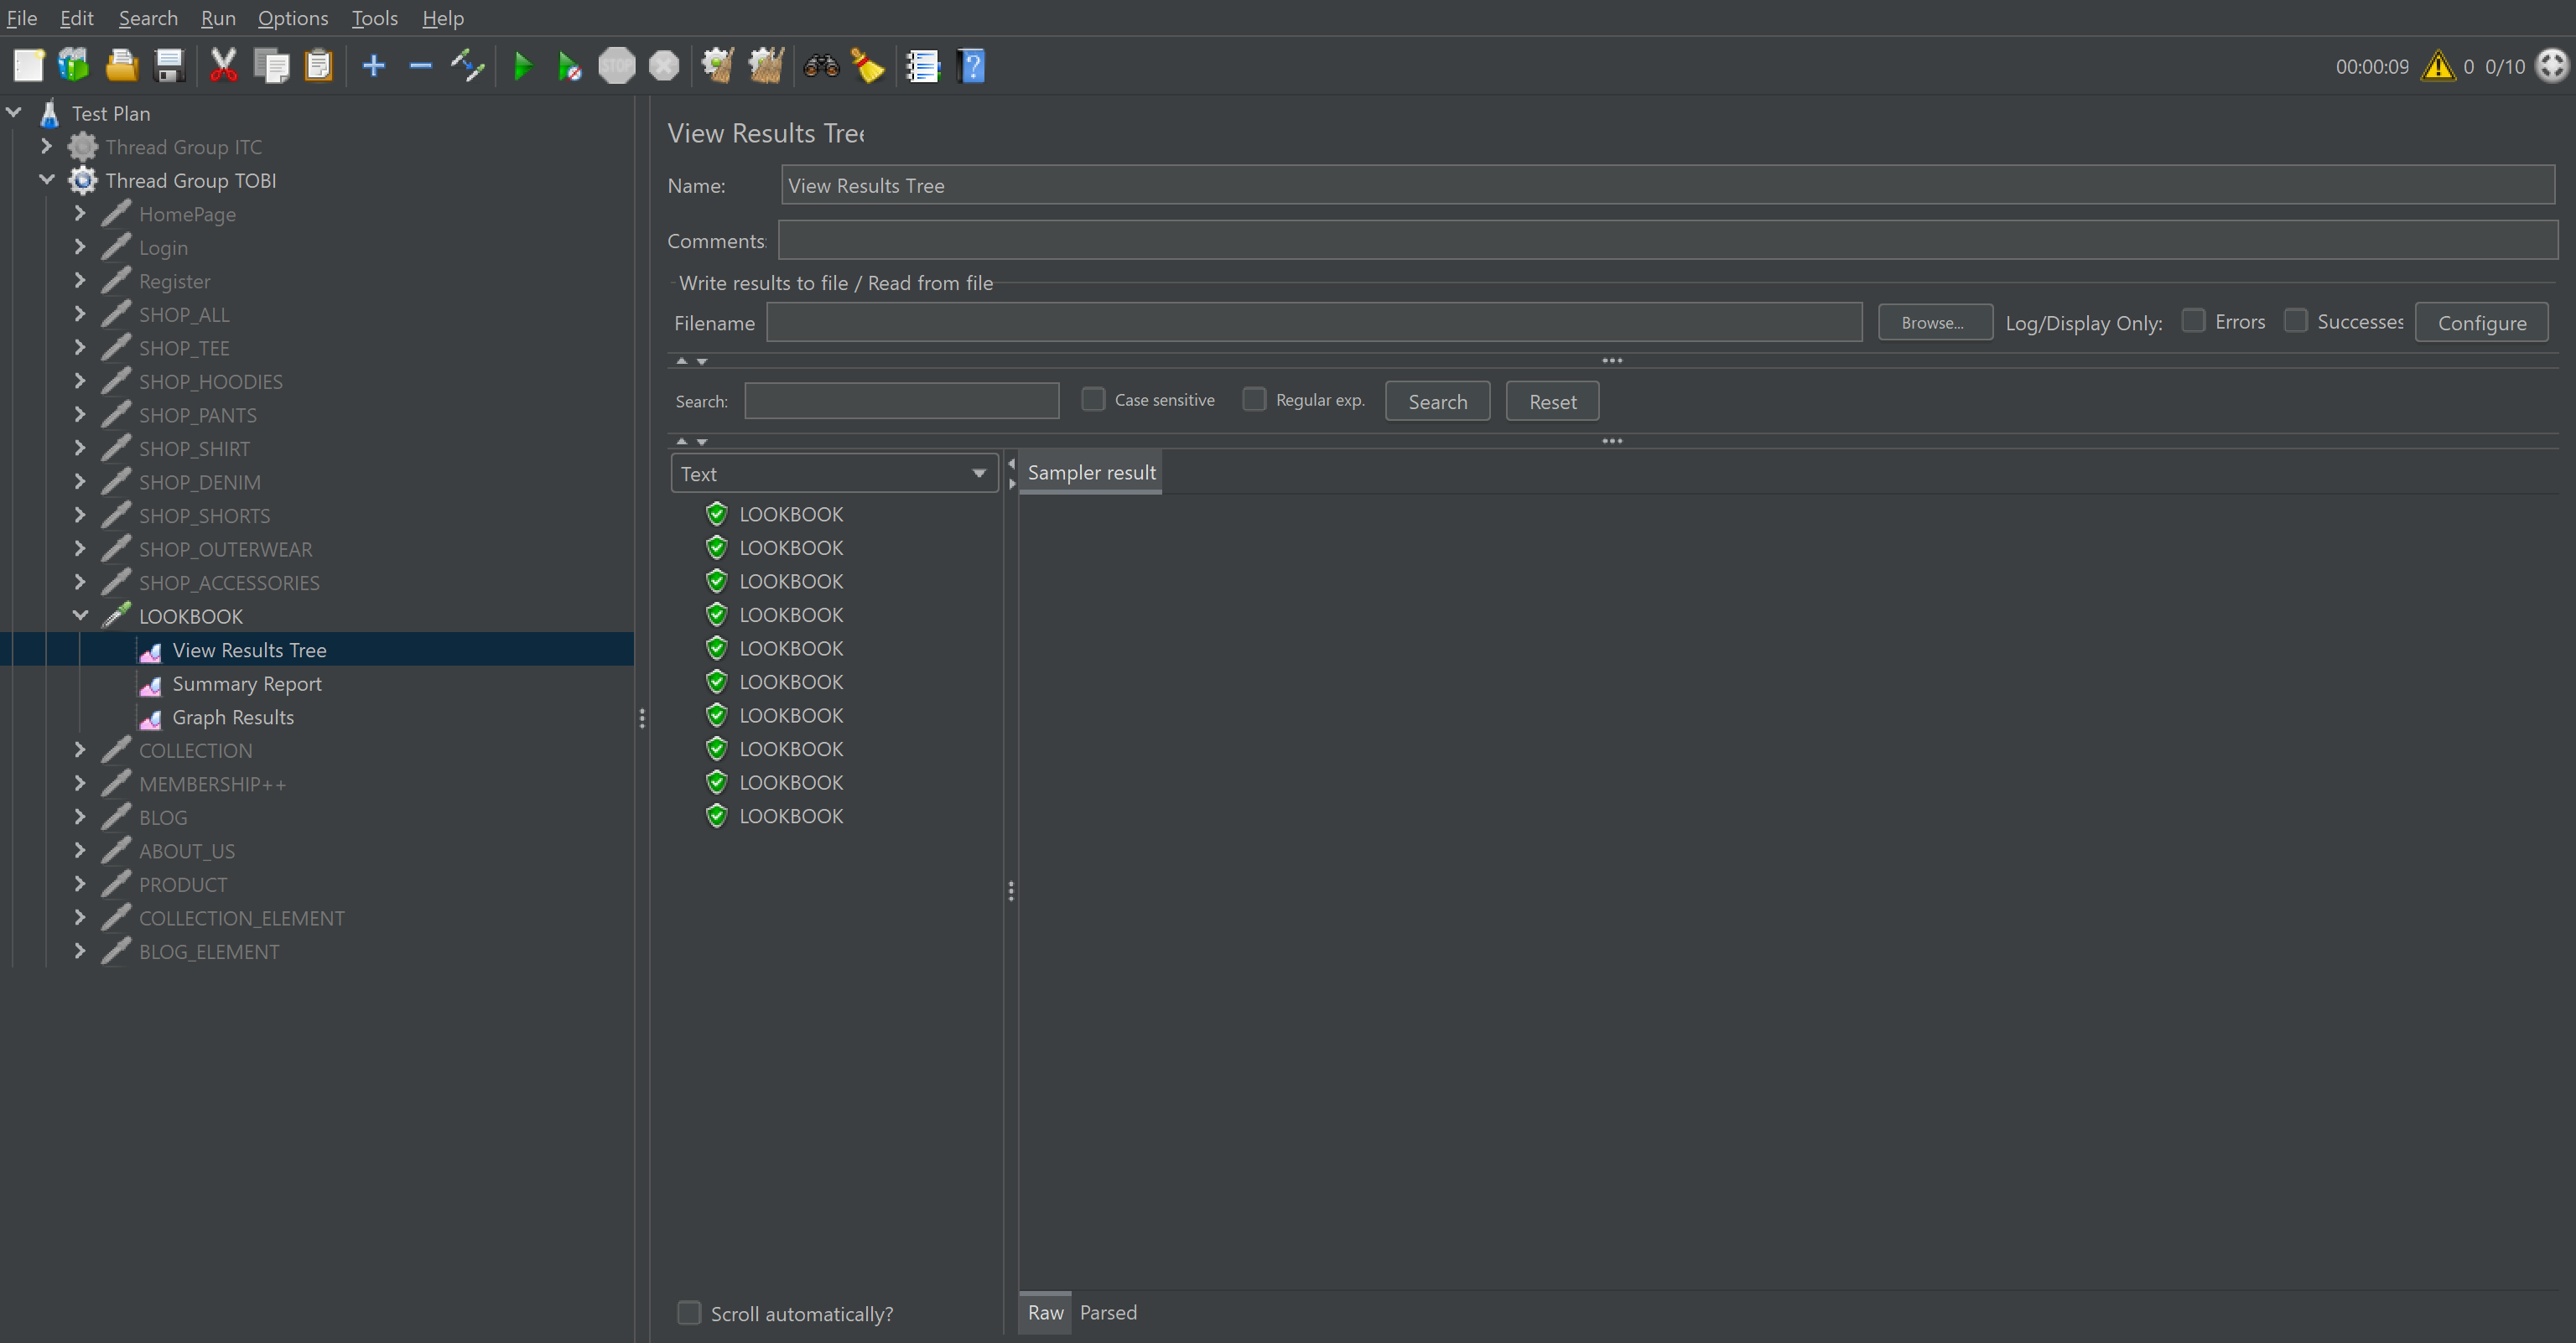 File Edit Search Run Options Tools Help
STOP
00:00:09 0 0/10
Test Plan
Thread Group ITC
Thread Group TOBI
HomePage
Login
Register
SHOP_ALL
SHOP_TEE
SHOP_HOODIES
SHOP_PANTS
SHOP_SHIRT
SHOP_DENIM
SHOP_SHORTS
SHOP_OUTERWEAR
SHOP_ACCESSORIES
LOOKBOOK
View Results Tree
Summary Report
Graph Results
COLLECTION
MEMBERSHIP++
BLOG
ABOUT_US
PRODUCT
COLLECTION_ELEMENT
BLOG_ELEMENT
View Results Tree
Name: View Results Tree
Comments:
Write results to file / Read from file
Filename Browse... Log/Display Only: Errors Successes Configure
Search: Case sensitive Regular exp. Search Reset
Text
Sampler result
LOOKBOOK
LOOKBOOK
LOOKBOOK
LOOKBOOK
LOOKBOOK
LOOKBOOK
LOOKBOOK
LOOKBOOK
LOOKBOOK
LOOKBOOK
Scroll automatically?
Raw Parsed